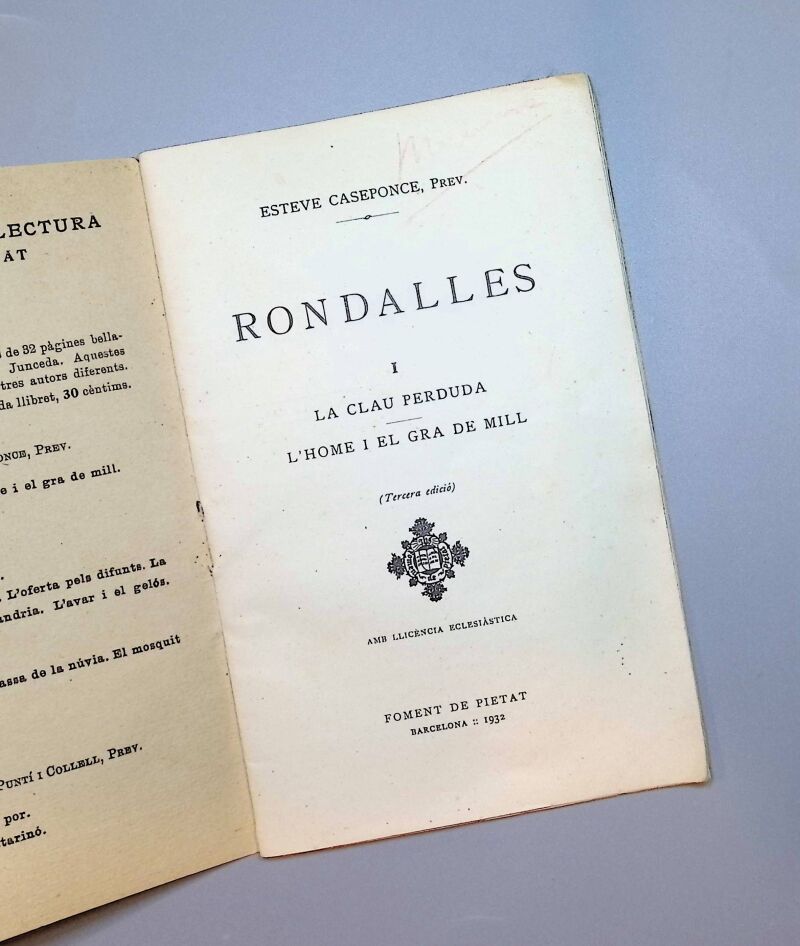 LECTURA
AT
de 32 pàgines bella-
Junceda. Aquestes
tres autors diferents.
da llibret, 30 cèntims.
ONCE, PREV.
e i el gra de mill.
L'oferta pels difunts. La
andria. L'avar i el gelós.
assa de la núvia. El mosquit
PUNTÍ I COLLELL, PREV.
por.
tarinó.
ESTEVE CASEPONCE, PREV.
RONDALLES
I
LA CLAU PERDUDA
L'HOME I EL GRA DE MILL
(Tercera edició)
AMB LLICÈNCIA ECLESIÀSTICA
FOMENT DE PIETAT
BARCELONA :: 1932